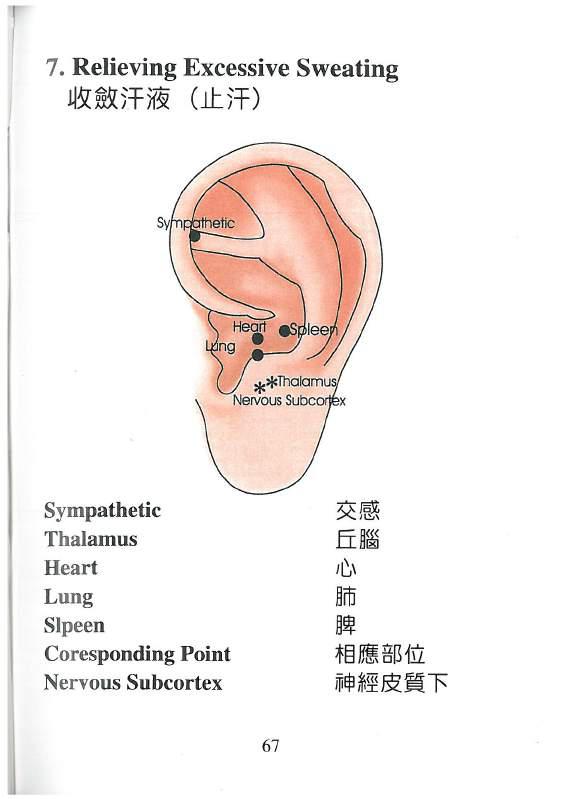 7. Relieving Excessive Sweating
收斂汗液（止汗）
Sympathetic
Heart
Spleen
Lung
Thalamus
Nervous Subcortex
Sympathetic 交感
Thalamus 丘腦
Heart 心
Lung 肺
Slpeen 脾
Coresponding Point 相應部位
Nervous Subcortex 神經皮質下
67